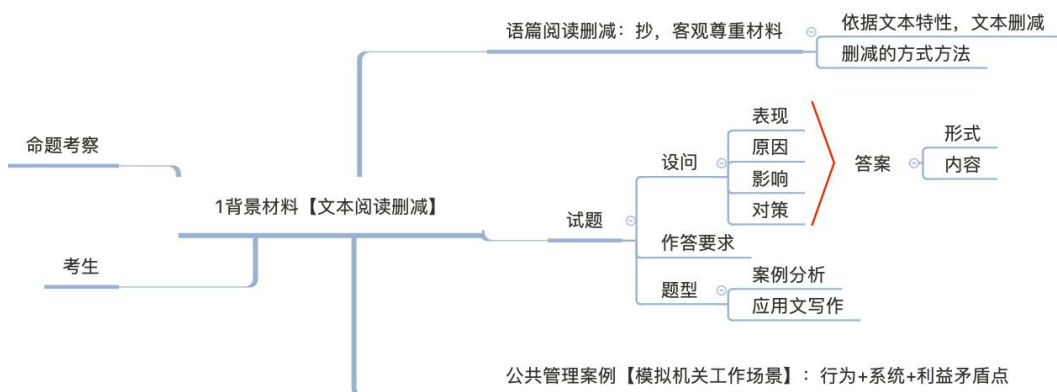 语篇阅读删减：抄，客观尊重材料
依据文本特性，文本删减
删减的方式方法
命题考察
考生
1背景材料【文本阅读删减】
试题
设问
表现
原因
影响
对策
答案
形式
内容
作答要求
题型
案例分析
应用文写作
公共管理案例【模拟机关工作场景】：行为+系统+利益矛盾点